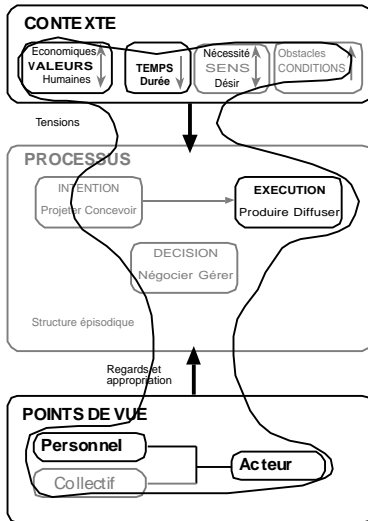 CONTEXTE
Economiques
VALEURS
Humaines
TEMPS
Durée
Nécessité
SENS
Désir
Obstacles
CONDITIONS
Tensions
PROCESSUS
INTENTION
Projeter Concevoir
EXECUTION
Produire Diffuser
DECISION
Négocier Gérer
Structure épisodique
Regards et
appropriation
POINTS DE VUE
Personnel
Acteur
Collectif